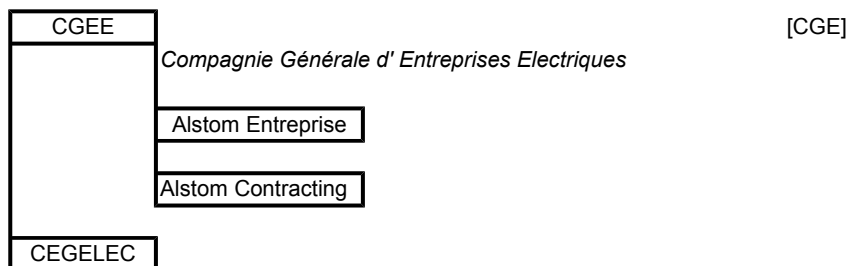 CGEE [CGE]
Compagnie Générale d' Entreprises Electriques
Alstom Entreprise
Alstom Contracting
CEGELEC